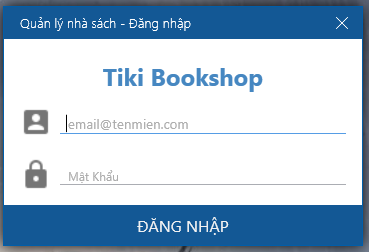 Quản lý nhà sách - Đăng nhập
Tiki Bookshop
email@tenmien.com
Mật Khẩu
ĐĂNG NHẬP